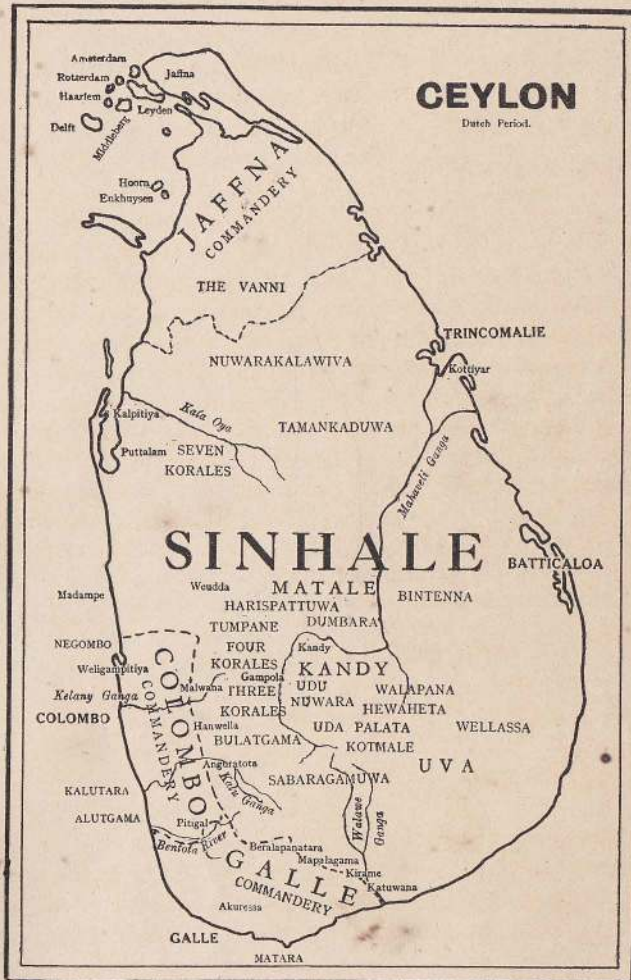 CEYLON
Dutch Period.
Amsterdam
Rotterdam
Haarlem
Delft
Leyden
Middleberg
Jaffna
Hoorn
Enkhuysen
JAFFNA
COMMANDERY
THE VANNI
TRINCOMALIE
NUWARAKALAWIVA
Kottiyar
Kalpitiya
Kala Oya
TAMANKADUWA
Puttalam
SEVEN
KORALES
Mahaveli Ganga
SINHALE
BATTICALOA
Madampe
Weudda
MATALE
BINTENNA
HARISPATTUWA
TUMPANE
DUMBARA
NEGOMBO
FOUR
KORALES
Kandy
KANDY
Weligampitiya
Gampola
UDU
NUWARA
WALAPANA
Kelany Ganga
Malwana
THREE
KORALES
HEWAHETA
COLOMBO
COLOMBO
COMMANDERY
Hanwella
UDA PALATA
WELLASSA
BULATGAMA
KOTMALE
UVA
Anguratota
SABARAGAMUWA
KALUTARA
Kalu Ganga
ALUTGAMA
Pitigal
Walawe
Ganga
Bentota River
Beralapanatara
Mapalagama
GALLE
COMMANDERY
Kirame
Katuwana
Akuressa
GALLE
MATARA